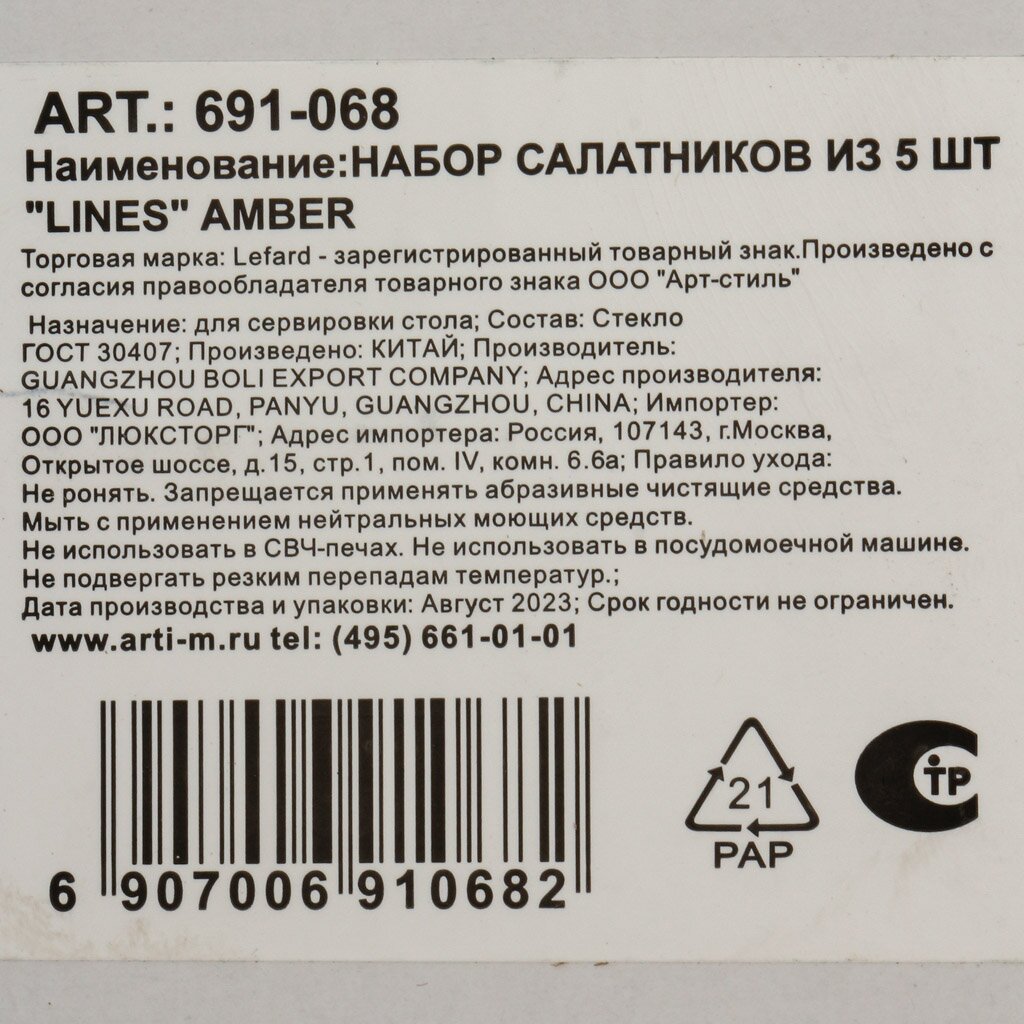 ART.: 691-068
Наименование:НАБОР САЛАТНИКОВ ИЗ 5 ШТ
"LINES" AMBER
Торговая марка: Lefard - зарегистрированный товарный знак.Произведено с
согласия правообладателя товарного знака ООО "Арт-стиль"
Назначение: для сервировки стола; Состав: Стекло
ГОСТ 30407; Произведено: КИТАЙ; Производитель:
GUANGZHOU BOLI EXPORT COMPANY; Адрес производителя:
16 YUEXU ROAD, PANYU, GUANGZHOU, CHINA; Импортер:
ООО "ЛЮКСТОРГ"; Адрес импортера: Россия, 107143, г.Москва,
Открытое шоссе, д.15, стр.1, пом. IV, комн. 6.6а; Правило ухода:
Не ронять. Запрещается применять абразивные чистящие средства.
Мыть с применением нейтральных моющих средств.
Не использовать в СВЧ-печах. Не использовать в посудомоечной машине.
Не подвергать резким перепадам температур.;
Дата производства и упаковки: Август 2023; Срок годности не ограничен.
www.arti-m.ru tel: (495) 661-01-01
21
PAP
СТР
6 907006 910682